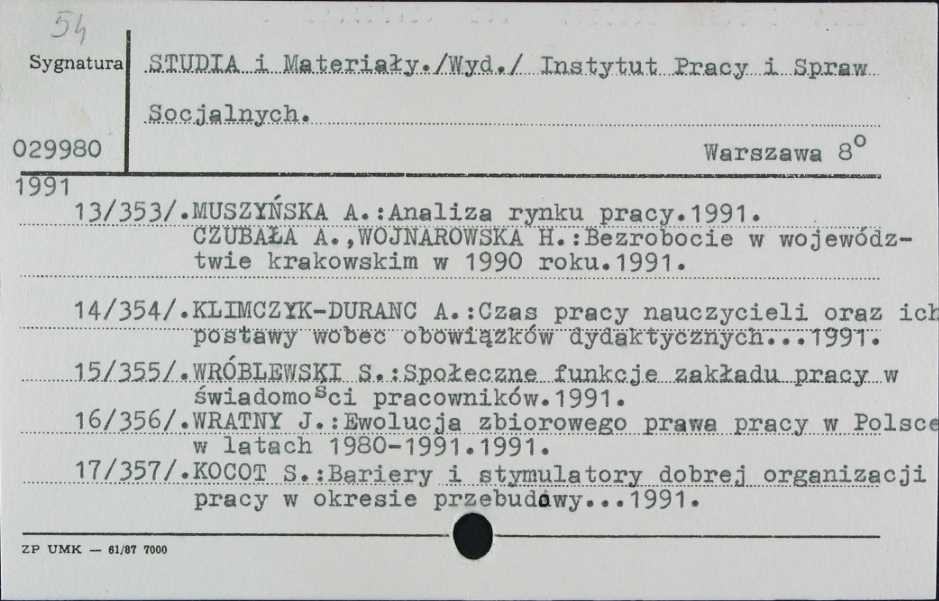 54
Sygnatura
STUDIA i Materiały./Wyd./ Instytut Pracy i Spraw
Socjalnych.
029980
Warszawa 8º
1991
13/353/.MUSZYŃSKA A.:Analiza rynku pracy.1991.
CZUBAŁA A.,WOJNAROWSKA H.:Bezrobocie w wojewódz-
twie krakowskim w 1990 roku.1991.
14/354/.KLIMCZYK-DURANC A.:Czas pracy nauczycieli oraz ich
postawy wobec obowiązków dydaktycznych...1991.
15/355/.WRÓBLEWSKI S.:Społeczne funkcje zakładu pracy w
świadomosci pracowników.1991.
16/356/.WRATNY J.:Ewolucja zbiorowego prawa pracy w Polsce
w latach 1980-1991.1991.
17/357/.KOCOT S.:Bariery i stymulatory dobrej organizacji
pracy w okresie przebudowy...1991.
ZP UMK — 61/87 7000